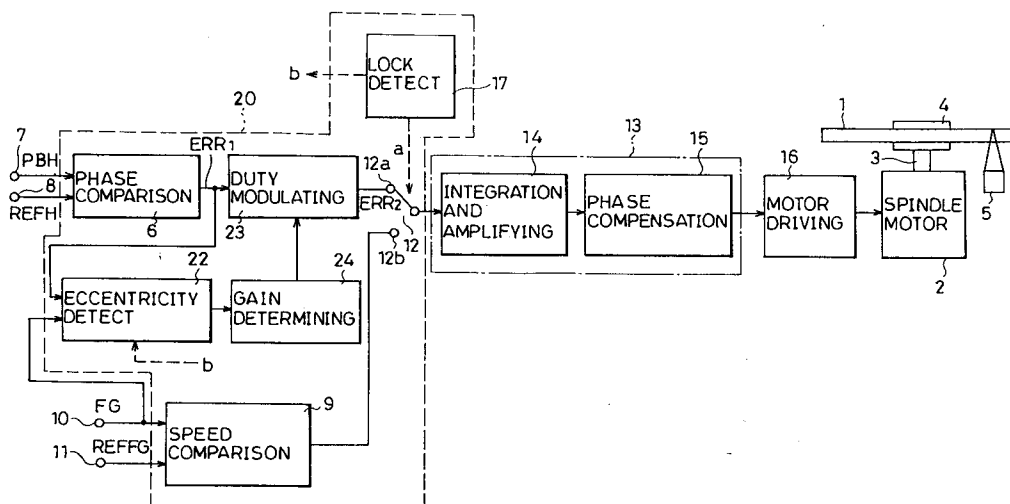 LOCK
DETECT
b
17
20
a
7
PBH
8
REFH
PHASE
COMPARISON
6
ERR1
DUTY
MODULATING
23
12a
ERR2
12
12b
13
14
INTEGRATION
AND
AMPLIFYING
15
PHASE
COMPENSATION
16
MOTOR
DRIVING
1
4
3
5
SPINDLE
MOTOR
2
22
ECCENTRICITY
DETECT
24
GAIN
DETERMINING
b
10
FG
11
REFFG
9
SPEED
COMPARISON